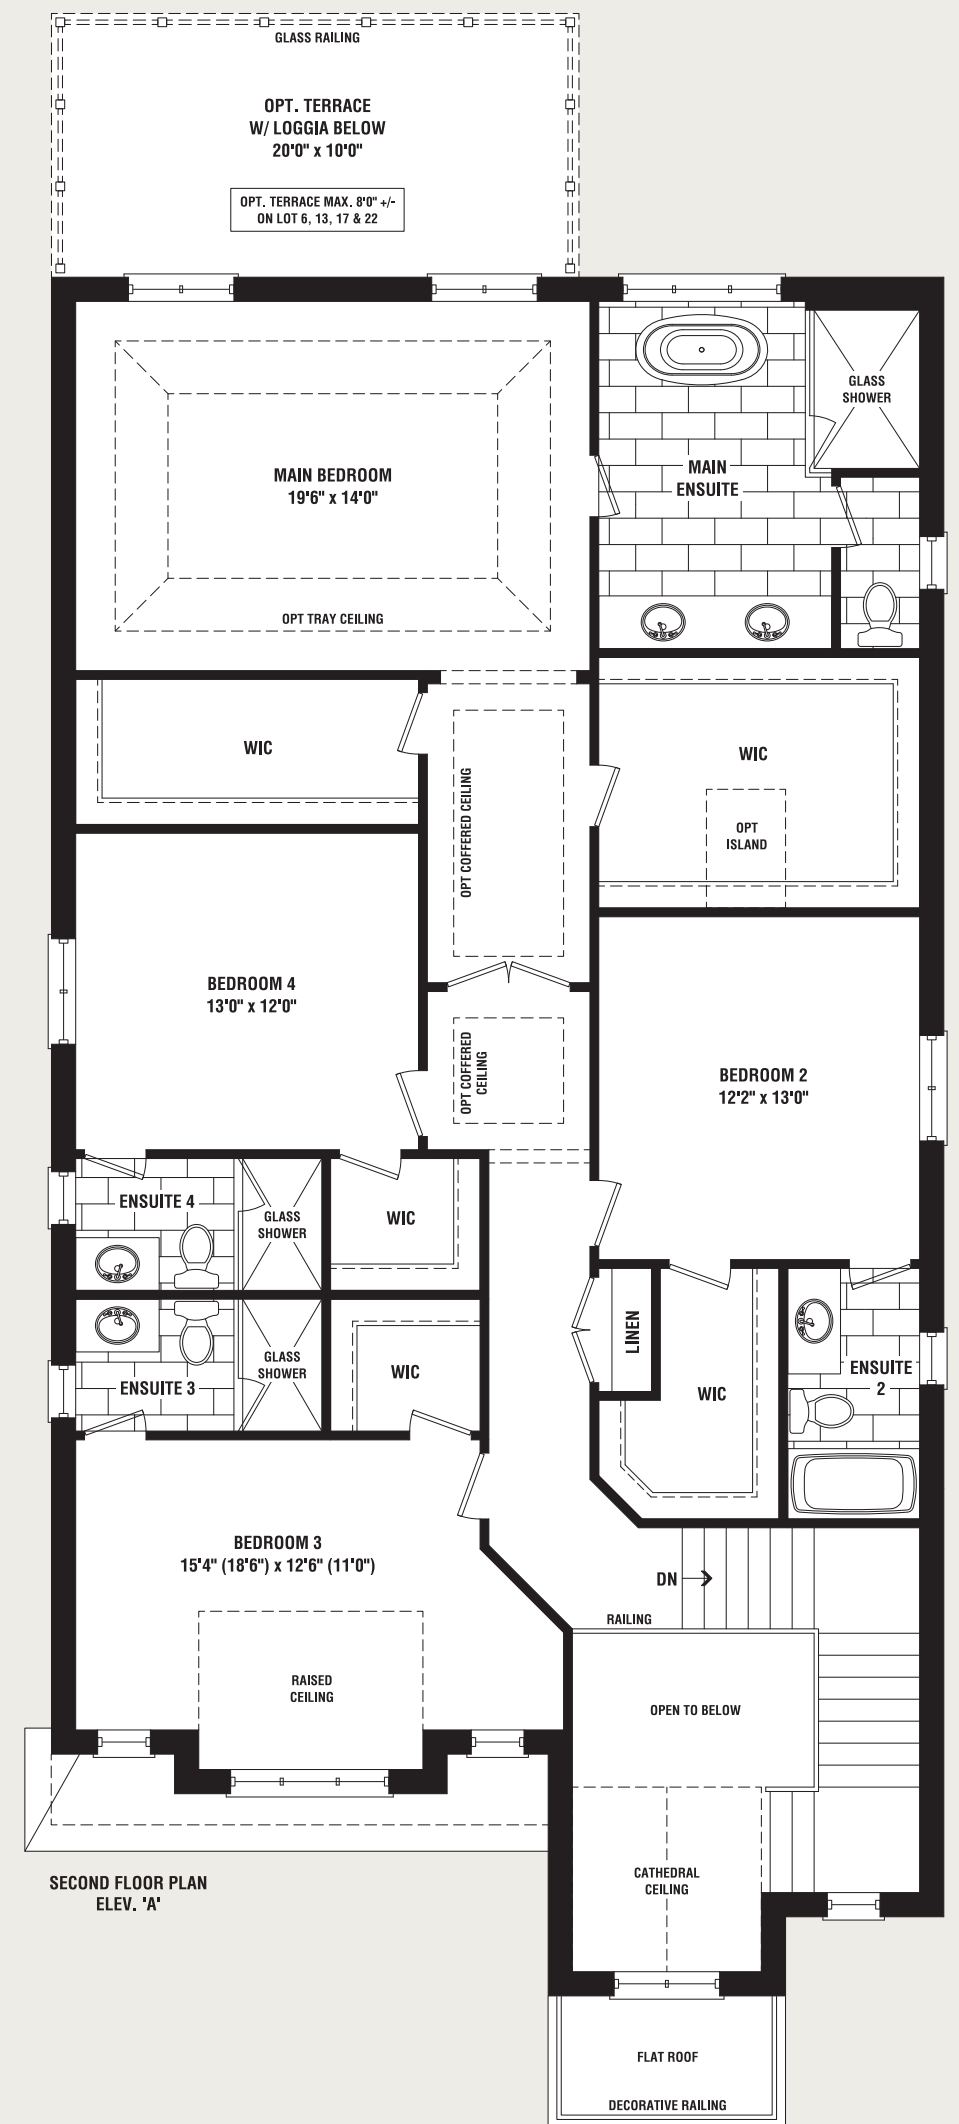 GLASS RAILING
OPT. TERRACE
W/ LOGGIA BELOW
20'0" x 10'0"
OPT. TERRACE MAX. 8'0" +/-
ON LOT 6, 13, 17 & 22
GLASS
SHOWER
MAIN
ENSUITE
MAIN BEDROOM
19'6" x 14'0"
OPT TRAY CEILING
WIC
OPT COFFERED CEILING
WIC
OPT
ISLAND
BEDROOM 4
13'0" x 12'0"
OPT COFFERED
CEILING
BEDROOM 2
12'2" x 13'0"
ENSUITE 4
GLASS
SHOWER
WIC
ENSUITE 3
GLASS
SHOWER
WIC
LINEN
WIC
ENSUITE
2
BEDROOM 3
15'4" (18'6") x 12'6" (11'0")
RAISED
CEILING
DN
RAILING
OPEN TO BELOW
CATHEDRAL
CEILING
SECOND FLOOR PLAN
ELEV. 'A'
FLAT ROOF
DECORATIVE RAILING